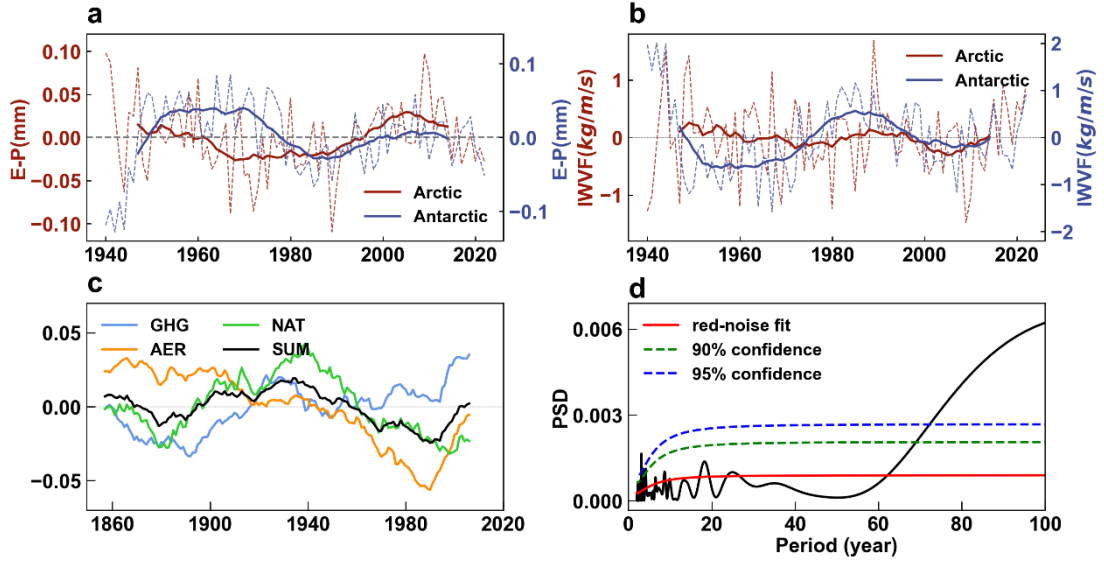 a
E-P(mm)
0.10
0.05
0.00
−0.05
−0.10
0.1
0.0
−0.1
E-P(mm)
Arctic
Antarctic
1940 1960 1980 2000 2020
b
IWVF(kg/m/s)
1
0
−1
2
1
0
−1
−2
IWVF(kg/m/s)
Arctic
Antarctic
1940 1960 1980 2000 2020
c
0.05
0.00
−0.05
GHG NAT
AER SUM
1860 1900 1940 1980 2020
d
PSD
0.006
0.003
0.000
red-noise fit
90% confidence
95% confidence
0 20 40 60 80 100
Period (year)